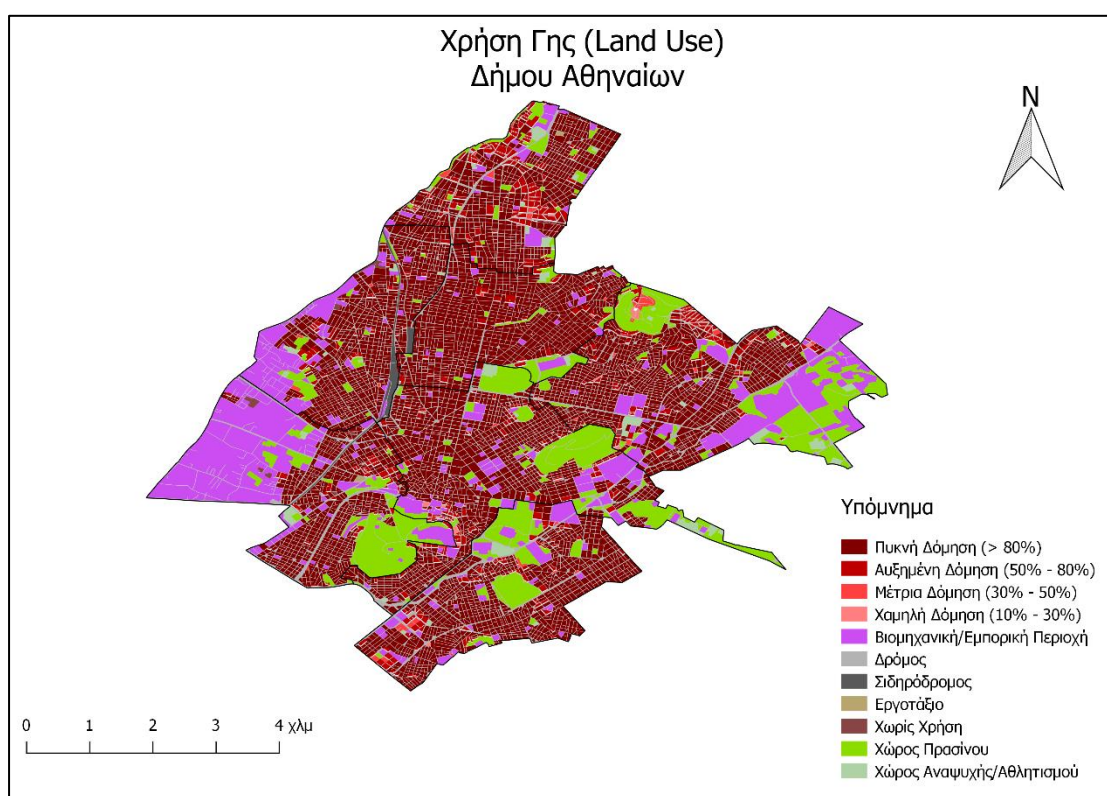 Χρήση Γης (Land Use)
Δήμου Αθηναίων
N
Υπόμνημα
Πυκνή Δόμηση (> 80%)
Αυξημένη Δόμηση (50% - 80%)
Μέτρια Δόμηση (30% - 50%)
Χαμηλή Δόμηση (10% - 30%)
Βιομηχανική/Εμπορική Περιοχή
Δρόμος
Σιδηρόδρομος
Εργοτάξιο
Χωρίς Χρήση
Χώρος Πρασίνου
Χώρος Αναψυχής/Αθλητισμού
0 1 2 3 4 χλμ